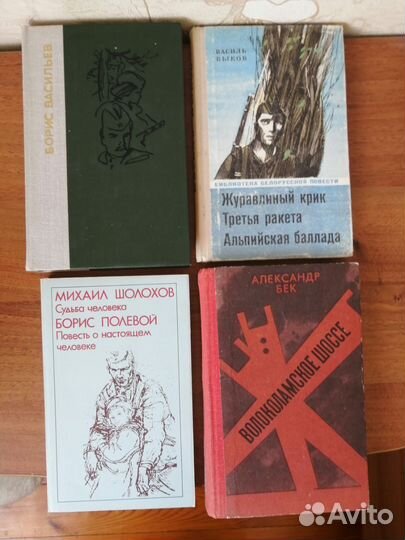 БОРИС ВАСИЛЬЕВ
ВАСИЛЬ
БЫКОВ
БИБЛИОТЕКА БЕЛОРУССКОЙ ПОВЕСТИ
Журавлиный крик
Третья ракета
Альпийская баллада
МИХАИЛ ШОЛОХОВ
Судьба человека
БОРИС ПОЛЕВОЙ
Повесть о настоящем
человеке
АЛЕКСАНДР
БЕК
ВОЛОКОЛАМСКОЕ ШОССЕ
Avito